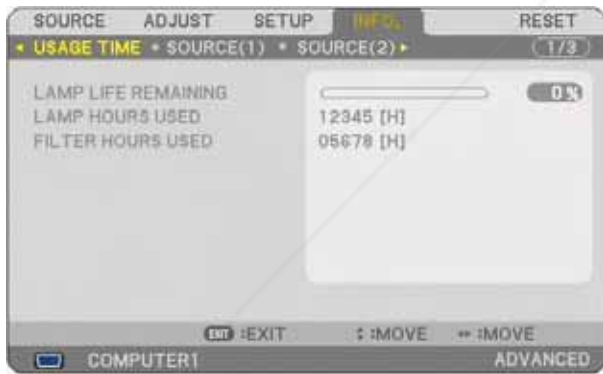 SOURCE ADJUST SETUP INFO. RESET
USAGE TIME • SOURCE(1) • SOURCE(2) 1/3
LAMP LIFE REMAINING 0%
LAMP HOURS USED 12345 [H]
FILTER HOURS USED 05678 [H]
EXIT :EXIT :MOVE :MOVE
COMPUTER1 ADVANCED